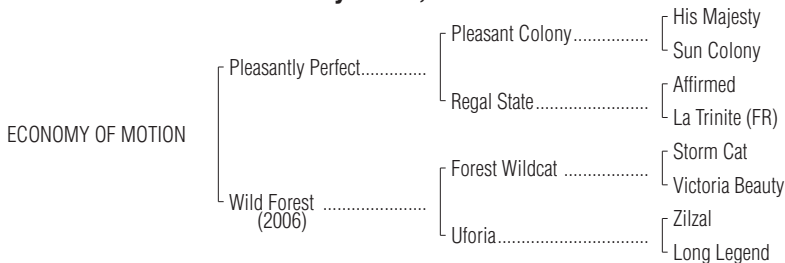 His Majesty
Pleasant Colony................
Sun Colony
Pleasantly Perfect.............
Affirmed
Regal State........................
La Trinite (FR)
ECONOMY OF MOTION
Storm Cat
Forest Wildcat ..................
Victoria Beauty
Wild Forest ......................
(2006)
Zilzal
Uforia................................
Long Legend